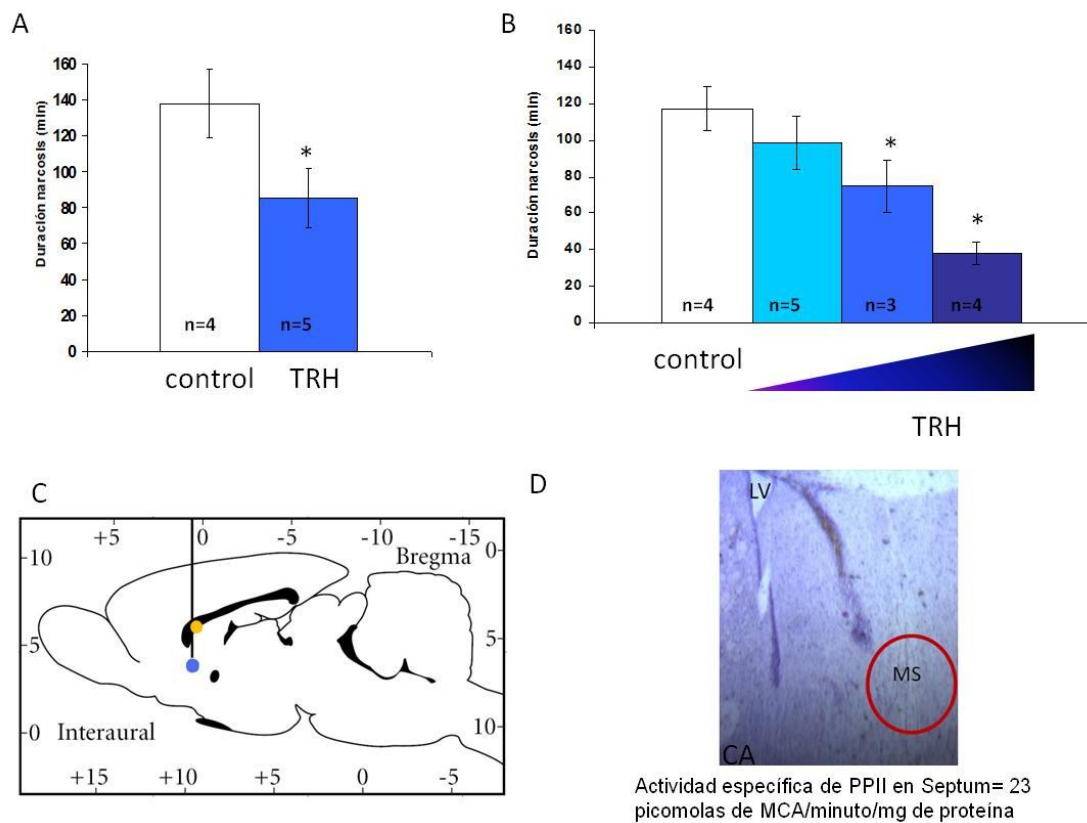 A
Duración narcosis (min)
160
140
120
100
80
60
40
20
0
*
n=4
n=5
control
TRH
B
Duración narcosis (min)
160
140
120
100
80
60
40
20
0
*
*
n=4
n=5
n=3
n=4
control
TRH
C
+5 0 -5 -10 -15
Bregma
10
5
0
0
5
10
Interaural
+15 +10 +5 0 -5
D
LV
MS
CA
Actividad específica de PPII en Septum= 23
picomolas de MCA/minuto/mg de proteína